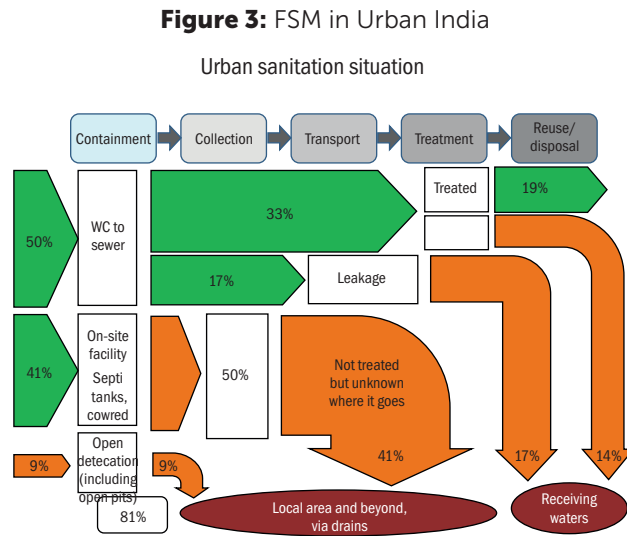 Figure 3: FSM in Urban India
Urban sanitation situation
Containment
Collection
Transport
Treatment
Reuse/
disposal
50%
WC to
sewer
33%
Treated
19%
17%
Leakage
41%
On-site
facility
Septi
tanks,
cowred
50%
Not treated
but unknown
where it goes
41%
17%
14%
9%
Open
detecation
(including
open pits)
9%
81%
Local area and beyond,
via drains
Receiving
waters